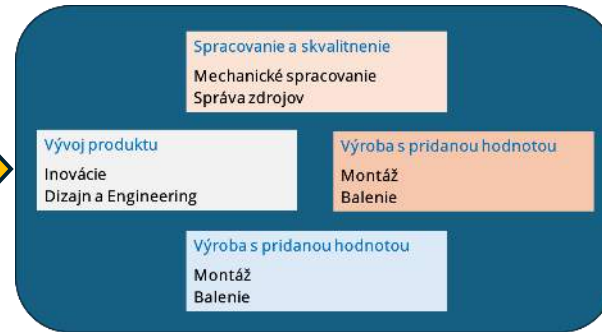 Spracovanie a skvalitnenie
Mechanické spracovanie
Správa zdrojov
Vývoj produktu
Inovácie
Dizajn a Engineering
Výroba s pridanou hodnotou
Montáž
Balenie
Výroba s pridanou hodnotou
Montáž
Balenie